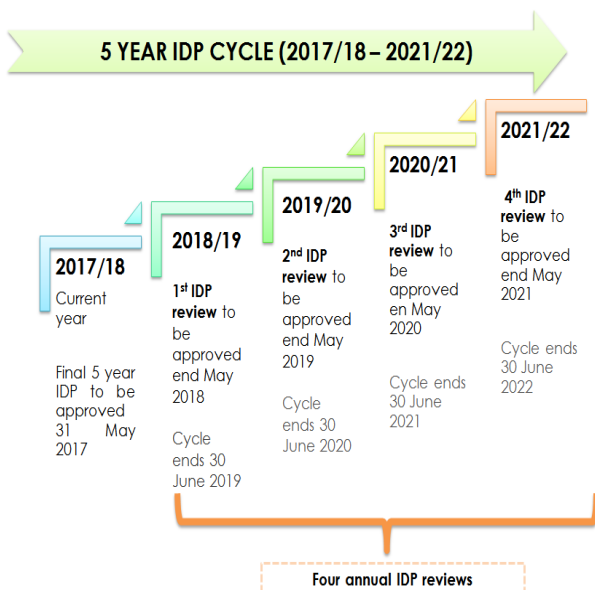 5 YEAR IDP CYCLE (2017/18 – 2021/22)
2017/18
Current
year
Final 5 year
IDP to be
approved
31 May
2017
2018/19
1st IDP
review to
be
approved
end May
2018
Cycle
ends 30
June 2019
2019/20
2nd IDP
review to
be
approved
end May
2019
Cycle
ends 30
June 2020
2020/21
3rd IDP
review to
be
approved
en May
2020
Cycle ends
30 June
2021
2021/22
4th IDP
review to
be
approved
end May
2021
Cycle ends
30 June
2022
Four annual IDP reviews